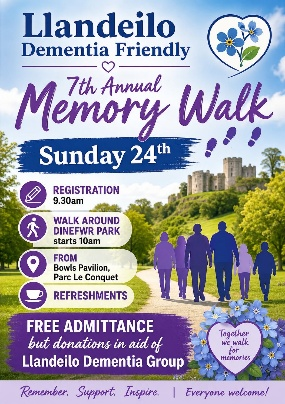 Llandeilo
Dementia Friendly
7th Annual
Memory Walk
Sunday 24th
REGISTRATION
9.30am
WALK AROUND
DINEFWR PARK
starts 10am
FROM
Bowls Pavilion,
Parc Le Conquet
REFRESHMENTS
FREE ADMITTANCE
but donations in aid of
Llandeilo Dementia Group
Together
we walk
for
memories
Remember. Support. Inspire. | Everyone welcome!